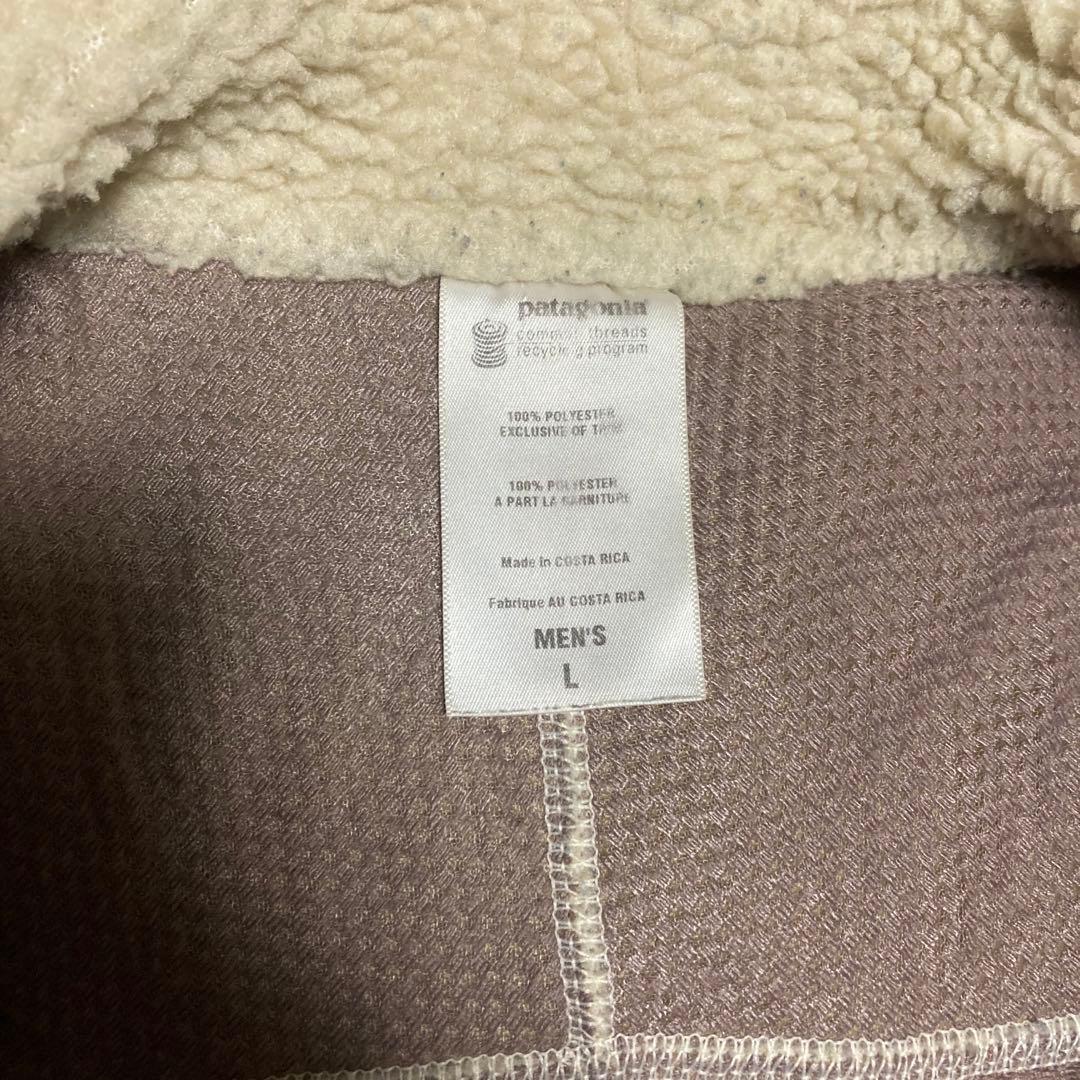 patagonia
common threads
recycling program
100% POLYESTER
EXCLUSIVE OF TRIM
100% POLYESTER
A PART LA GARNITURE
Made in COSTA RICA
Fabrique AU COSTA RICA
MEN'S
L